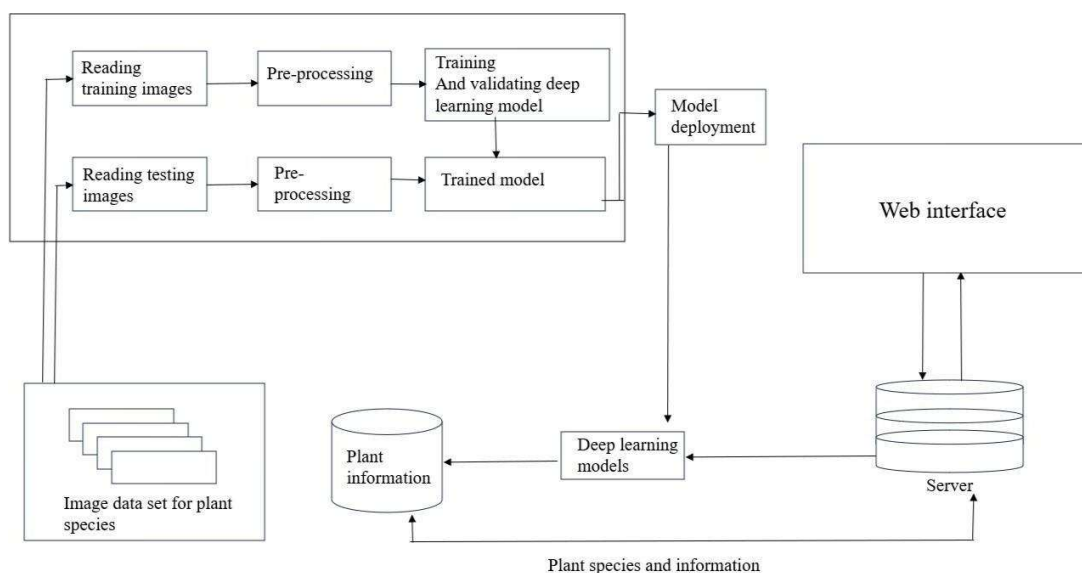 Reading
training images
Pre-processing
Training
And validating deep
learning model
Model
deployment
Reading testing
images
Pre-
processing
Trained model
Web interface
Image data set for plant
species
Plant
information
Deep learning
models
Server
Plant species and information